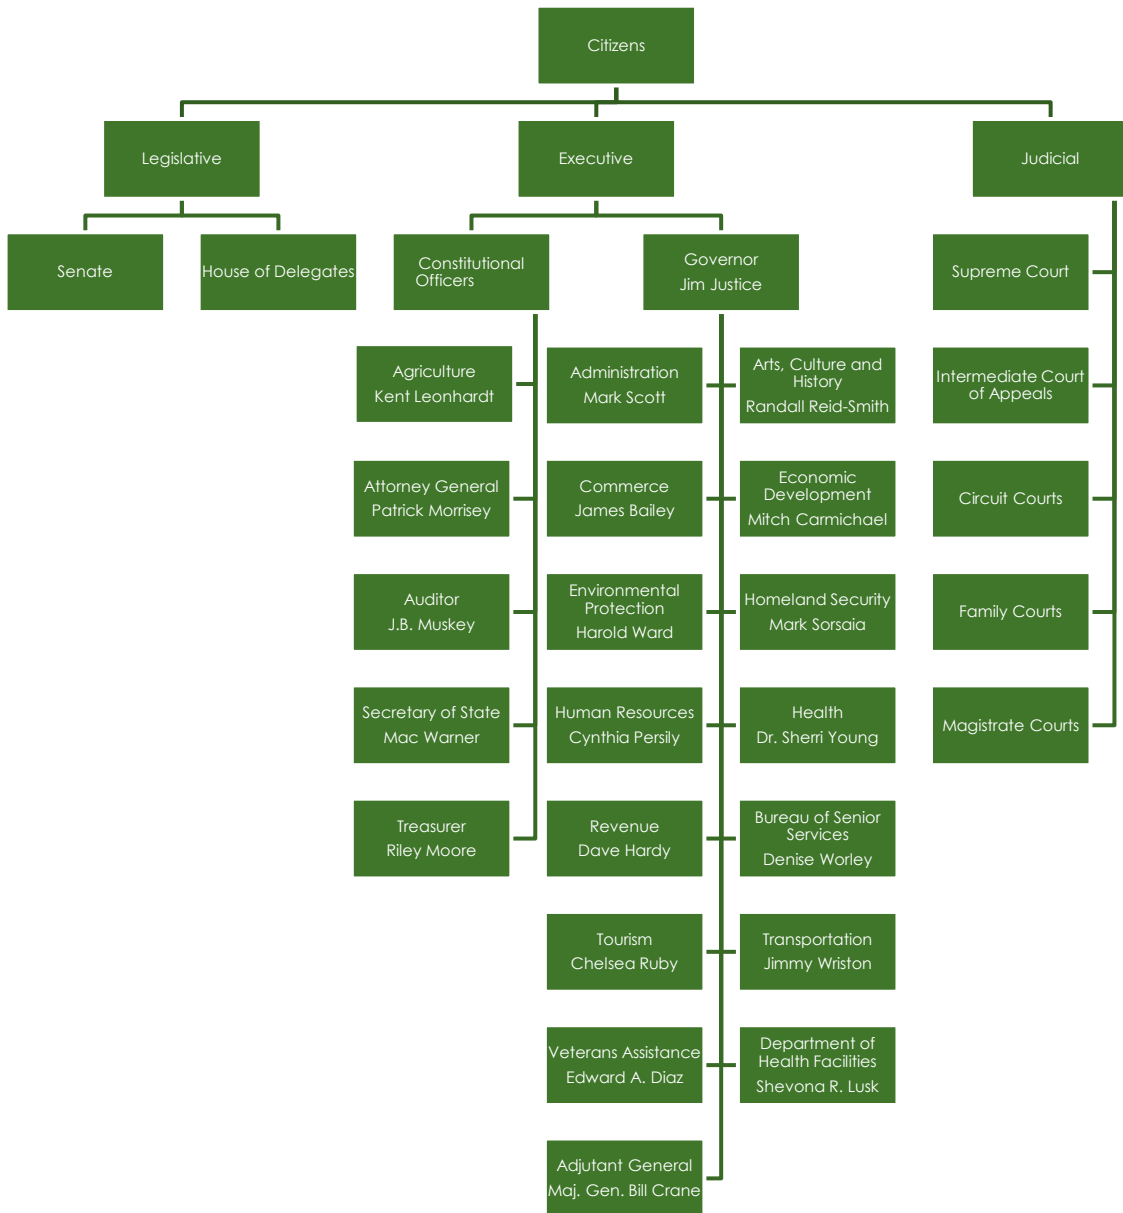 Citizens
Legislative
Executive
Judicial
Senate
House of Delegates
Constitutional
Officers
Governor
Jim Justice
Supreme Court
Agriculture
Kent Leonhardt
Administration
Mark Scott
Arts, Culture and
History
Randall Reid-Smith
Intermediate Court
of Appeals
Attorney General
Patrick Morrisey
Commerce
James Bailey
Economic
Development
Mitch Carmichael
Circuit Courts
Auditor
J.B. Muskey
Environmental
Protection
Harold Ward
Homeland Security
Mark Sorsaia
Family Courts
Secretary of State
Mac Warner
Human Resources
Cynthia Persily
Health
Dr. Sherri Young
Magistrate Courts
Treasurer
Riley Moore
Revenue
Dave Hardy
Bureau of Senior
Services
Denise Worley
Tourism
Chelsea Ruby
Transportation
Jimmy Wriston
Veterans Assistance
Edward A. Diaz
Department of
Health Facilities
Shevona R. Lusk
Adjutant General
Maj. Gen. Bill Crane